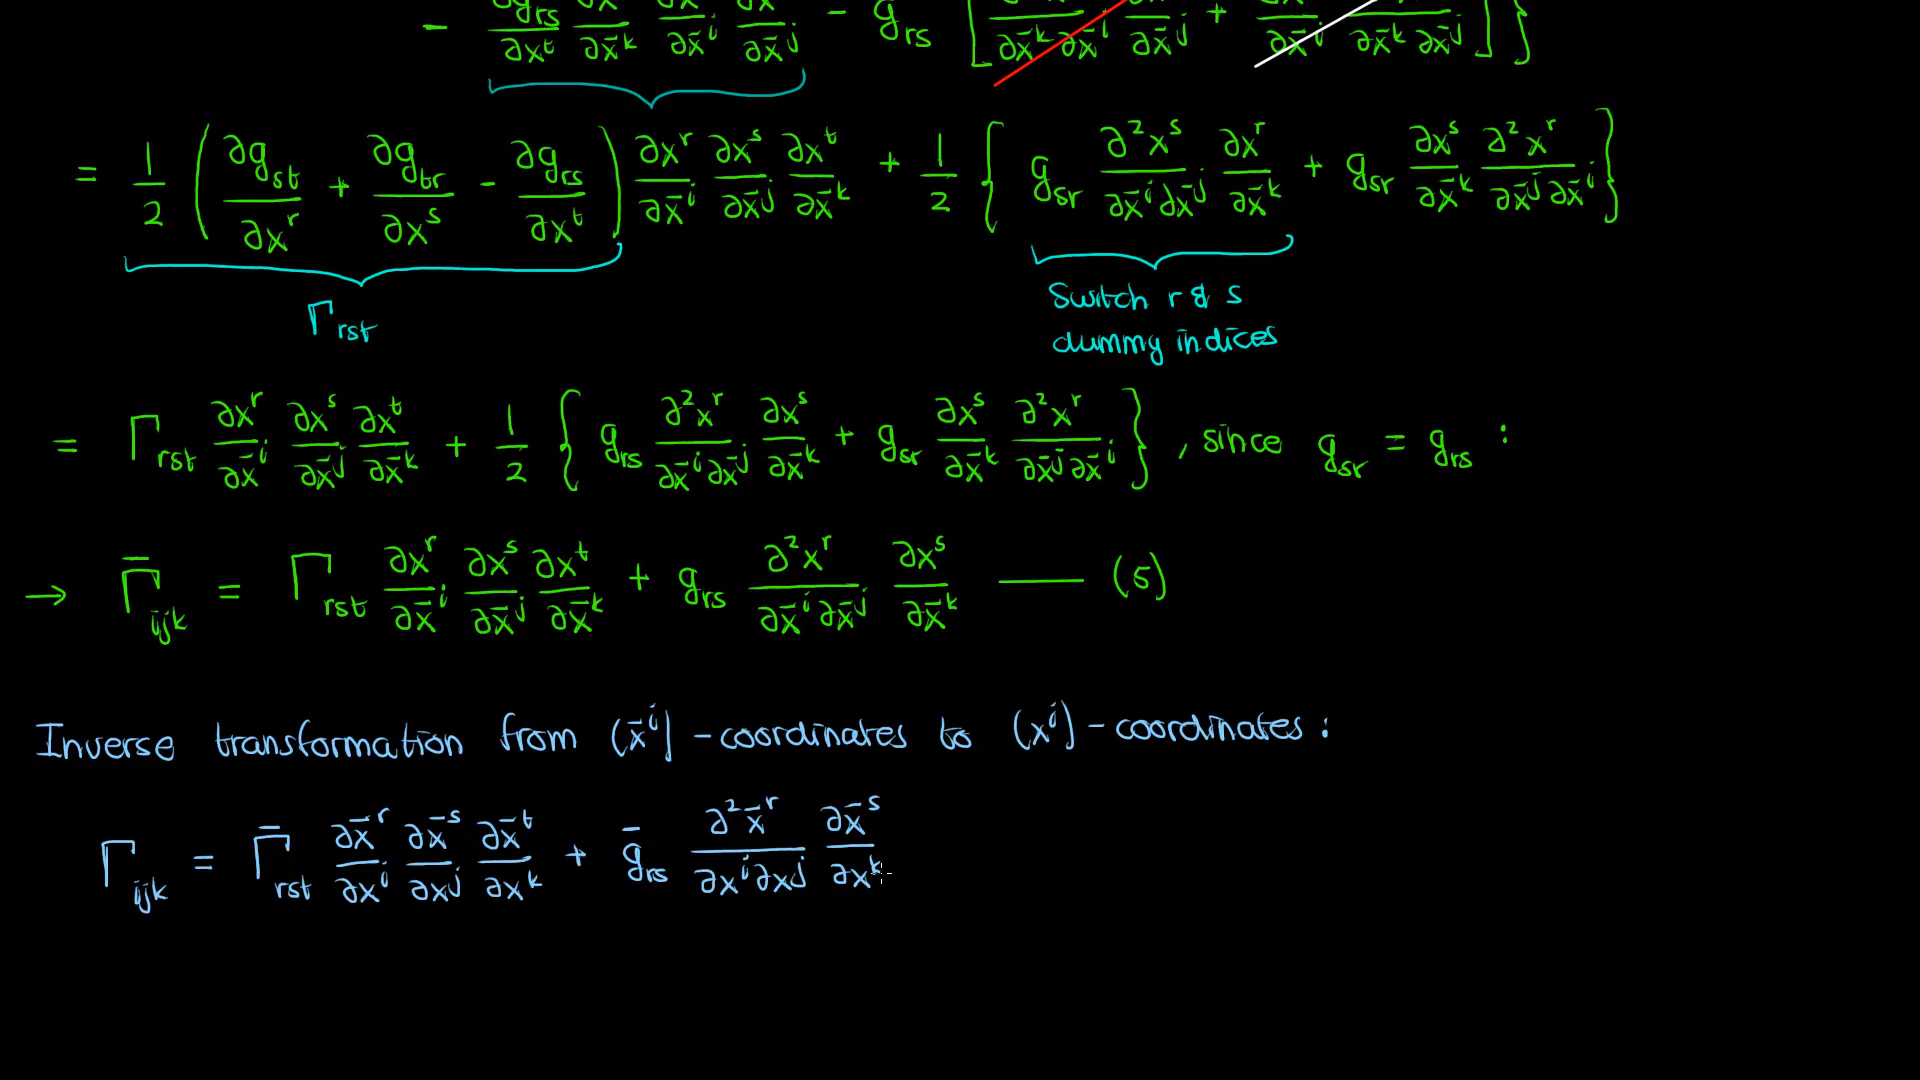 − ∂g_rs/∂x^t ∂x/∂x̄^k ∂x/∂x̄^i ∂x/∂x̄^j − g_rs [ /∂x̄^k∂x̄^i ∂x/∂x̄^j + ∂x/∂x̄^i /∂x̄^k∂x̄^j ] }
= 1/2 ( ∂g_st/∂x^r + ∂g_tr/∂x^s − ∂g_rs/∂x^t ) ∂x^r/∂x̄^i ∂x^s/∂x̄^j ∂x^t/∂x̄^k + 1/2 { g_sr ∂²x^s/∂x̄^i∂x̄^j ∂x^r/∂x̄^k + g_sr ∂x^s/∂x̄^k ∂²x^r/∂x̄^j∂x̄^i }
Γ_rst
Switch r & s
dummy indices
= Γ_rst ∂x^r/∂x̄^i ∂x^s/∂x̄^j ∂x^t/∂x̄^k + 1/2 { g_rs ∂²x^r/∂x̄^i∂x̄^j ∂x^s/∂x̄^k + g_sr ∂x^s/∂x̄^k ∂²x^r/∂x̄^j∂x̄^i } , since g_sr = g_rs :
→ Γ̄_ijk = Γ_rst ∂x^r/∂x̄^i ∂x^s/∂x̄^j ∂x^t/∂x̄^k + g_rs ∂²x^r/∂x̄^i∂x̄^j ∂x^s/∂x̄^k —— (5)
Inverse transformation from (x̄^i)-coordinates to (x^i)-coordinates :
Γ_ijk = Γ̄_rst ∂x̄^r/∂x^i ∂x̄^s/∂x^j ∂x̄^t/∂x^k + ḡ_rs ∂²x̄^r/∂x^i∂x^j ∂x̄^s/∂x^k